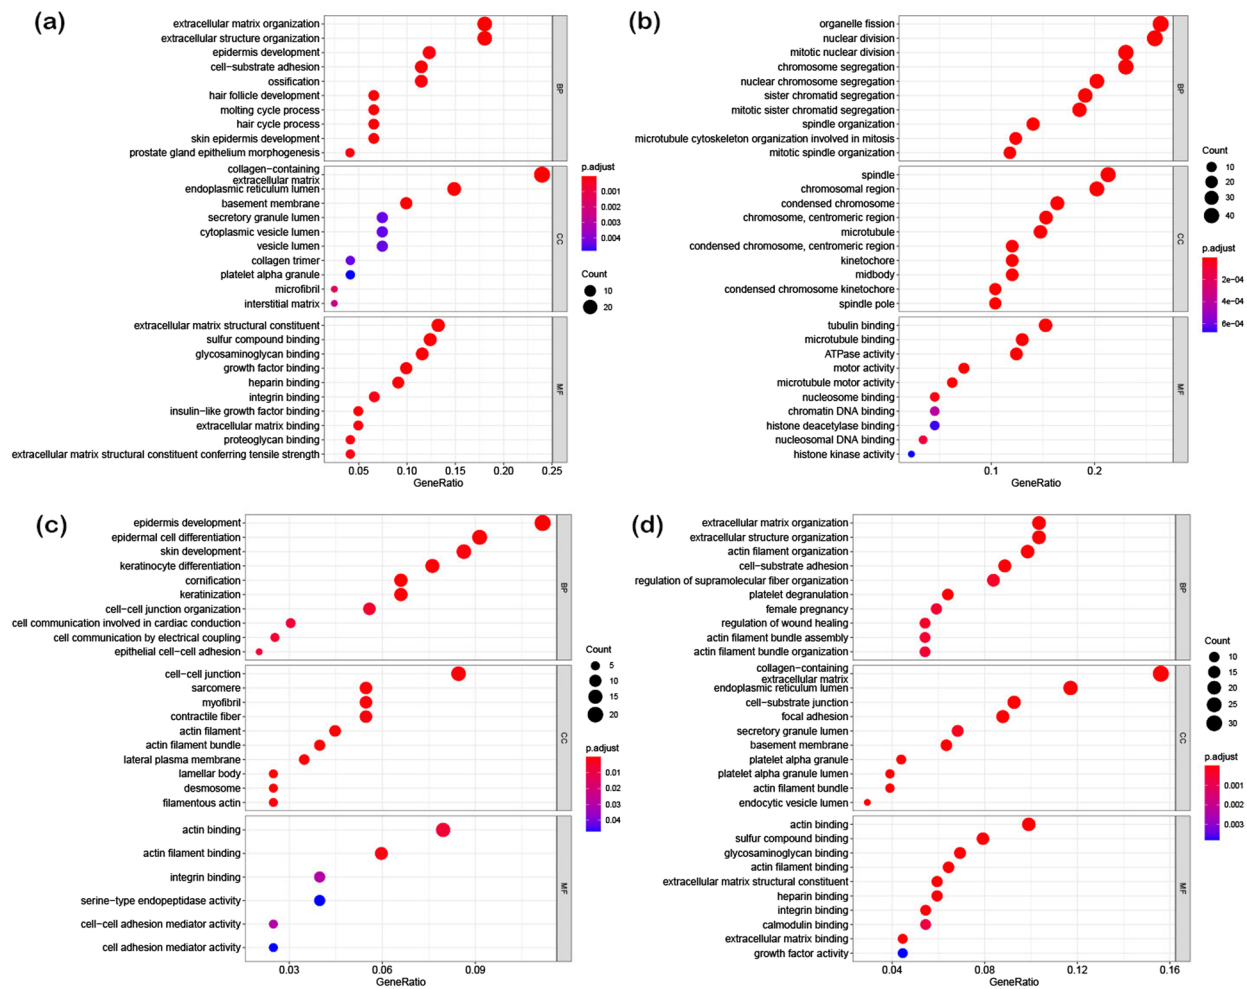 (a)
extracellular matrix organization
extracellular structure organization
epidermis development
cell−substrate adhesion
ossification
hair follicle development
molting cycle process
hair cycle process
skin epidermis development
prostate gland epithelium morphogenesis
BP
collagen−containing
extracellular matrix
endoplasmic reticulum lumen
basement membrane
secretory granule lumen
cytoplasmic vesicle lumen
vesicle lumen
collagen trimer
platelet alpha granule
microfibril
interstitial matrix
CC
extracellular matrix structural constituent
sulfur compound binding
glycosaminoglycan binding
growth factor binding
heparin binding
integrin binding
insulin−like growth factor binding
extracellular matrix binding
proteoglycan binding
extracellular matrix structural constituent conferring tensile strength
MF
0.05 0.10 0.15 0.20 0.25
GeneRatio
p.adjust
0.001
0.002
0.003
0.004
Count
10
20
(b)
organelle fission
nuclear division
mitotic nuclear division
chromosome segregation
nuclear chromosome segregation
sister chromatid segregation
mitotic sister chromatid segregation
spindle organization
microtubule cytoskeleton organization involved in mitosis
mitotic spindle organization
BP
spindle
chromosomal region
condensed chromosome
chromosome, centromeric region
microtubule
condensed chromosome, centromeric region
kinetochore
midbody
condensed chromosome kinetochore
spindle pole
CC
tubulin binding
microtubule binding
ATPase activity
motor activity
microtubule motor activity
nucleosome binding
chromatin DNA binding
histone deacetylase binding
nucleosomal DNA binding
histone kinase activity
MF
0.1 0.2
GeneRatio
Count
10
20
30
40
p.adjust
2e−04
4e−04
6e−04
(c)
epidermis development
epidermal cell differentiation
skin development
keratinocyte differentiation
cornification
keratinization
cell−cell junction organization
cell communication involved in cardiac conduction
cell communication by electrical coupling
epithelial cell−cell adhesion
BP
cell−cell junction
sarcomere
myofibril
contractile fiber
actin filament
actin filament bundle
lateral plasma membrane
lamellar body
desmosome
filamentous actin
CC
actin binding
actin filament binding
integrin binding
serine−type endopeptidase activity
cell−cell adhesion mediator activity
cell adhesion mediator activity
MF
0.03 0.06 0.09
GeneRatio
Count
5
10
15
20
p.adjust
0.01
0.02
0.03
0.04
(d)
extracellular matrix organization
extracellular structure organization
actin filament organization
cell−substrate adhesion
regulation of supramolecular fiber organization
platelet degranulation
female pregnancy
regulation of wound healing
actin filament bundle assembly
actin filament bundle organization
BP
collagen−containing
extracellular matrix
endoplasmic reticulum lumen
cell−substrate junction
focal adhesion
secretory granule lumen
basement membrane
platelet alpha granule
platelet alpha granule lumen
actin filament bundle
endocytic vesicle lumen
CC
actin binding
sulfur compound binding
glycosaminoglycan binding
actin filament binding
extracellular matrix structural constituent
heparin binding
integrin binding
calmodulin binding
extracellular matrix binding
growth factor activity
MF
0.04 0.08 0.12 0.16
GeneRatio
Count
10
15
20
25
30
p.adjust
0.001
0.002
0.003